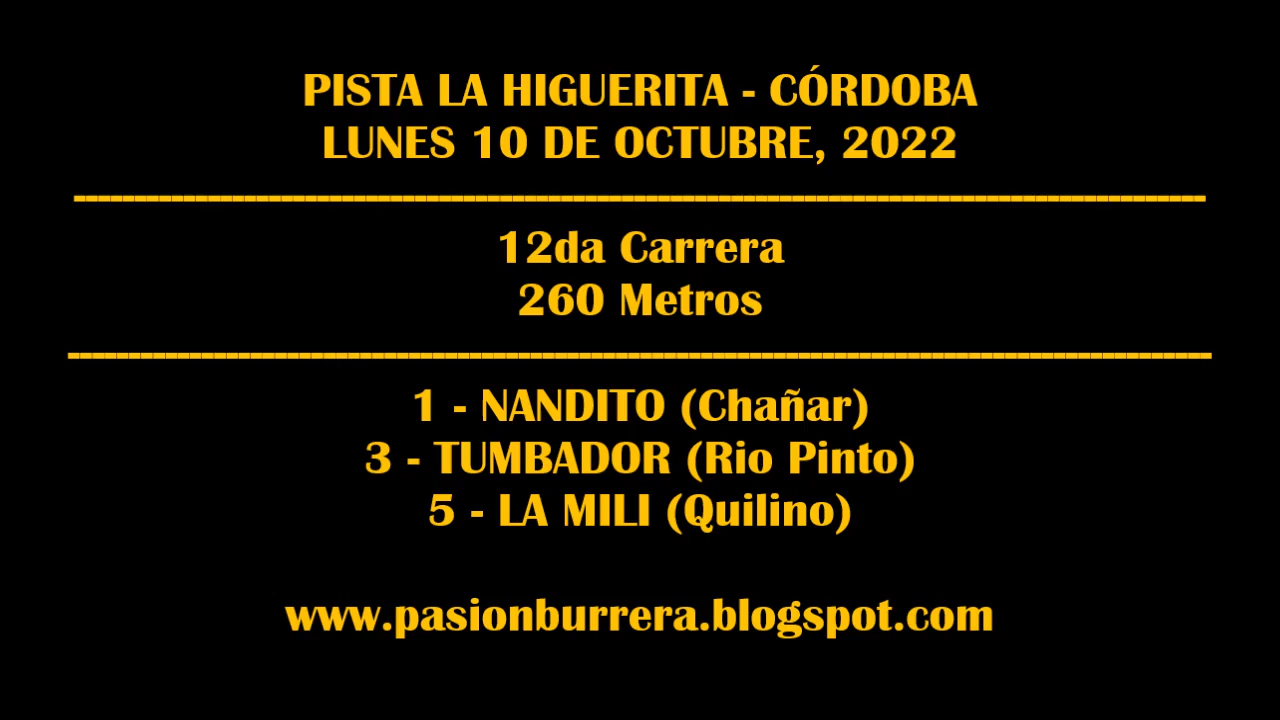 PISTA LA HIGUERITA - CÓRDOBA
LUNES 10 DE OCTUBRE, 2022
12da Carrera
260 Metros
1 - NANDITO (Chañar)
3 - TUMBADOR (Rio Pinto)
5 - LA MILI (Quilino)
www.pasionburrera.blogspot.com